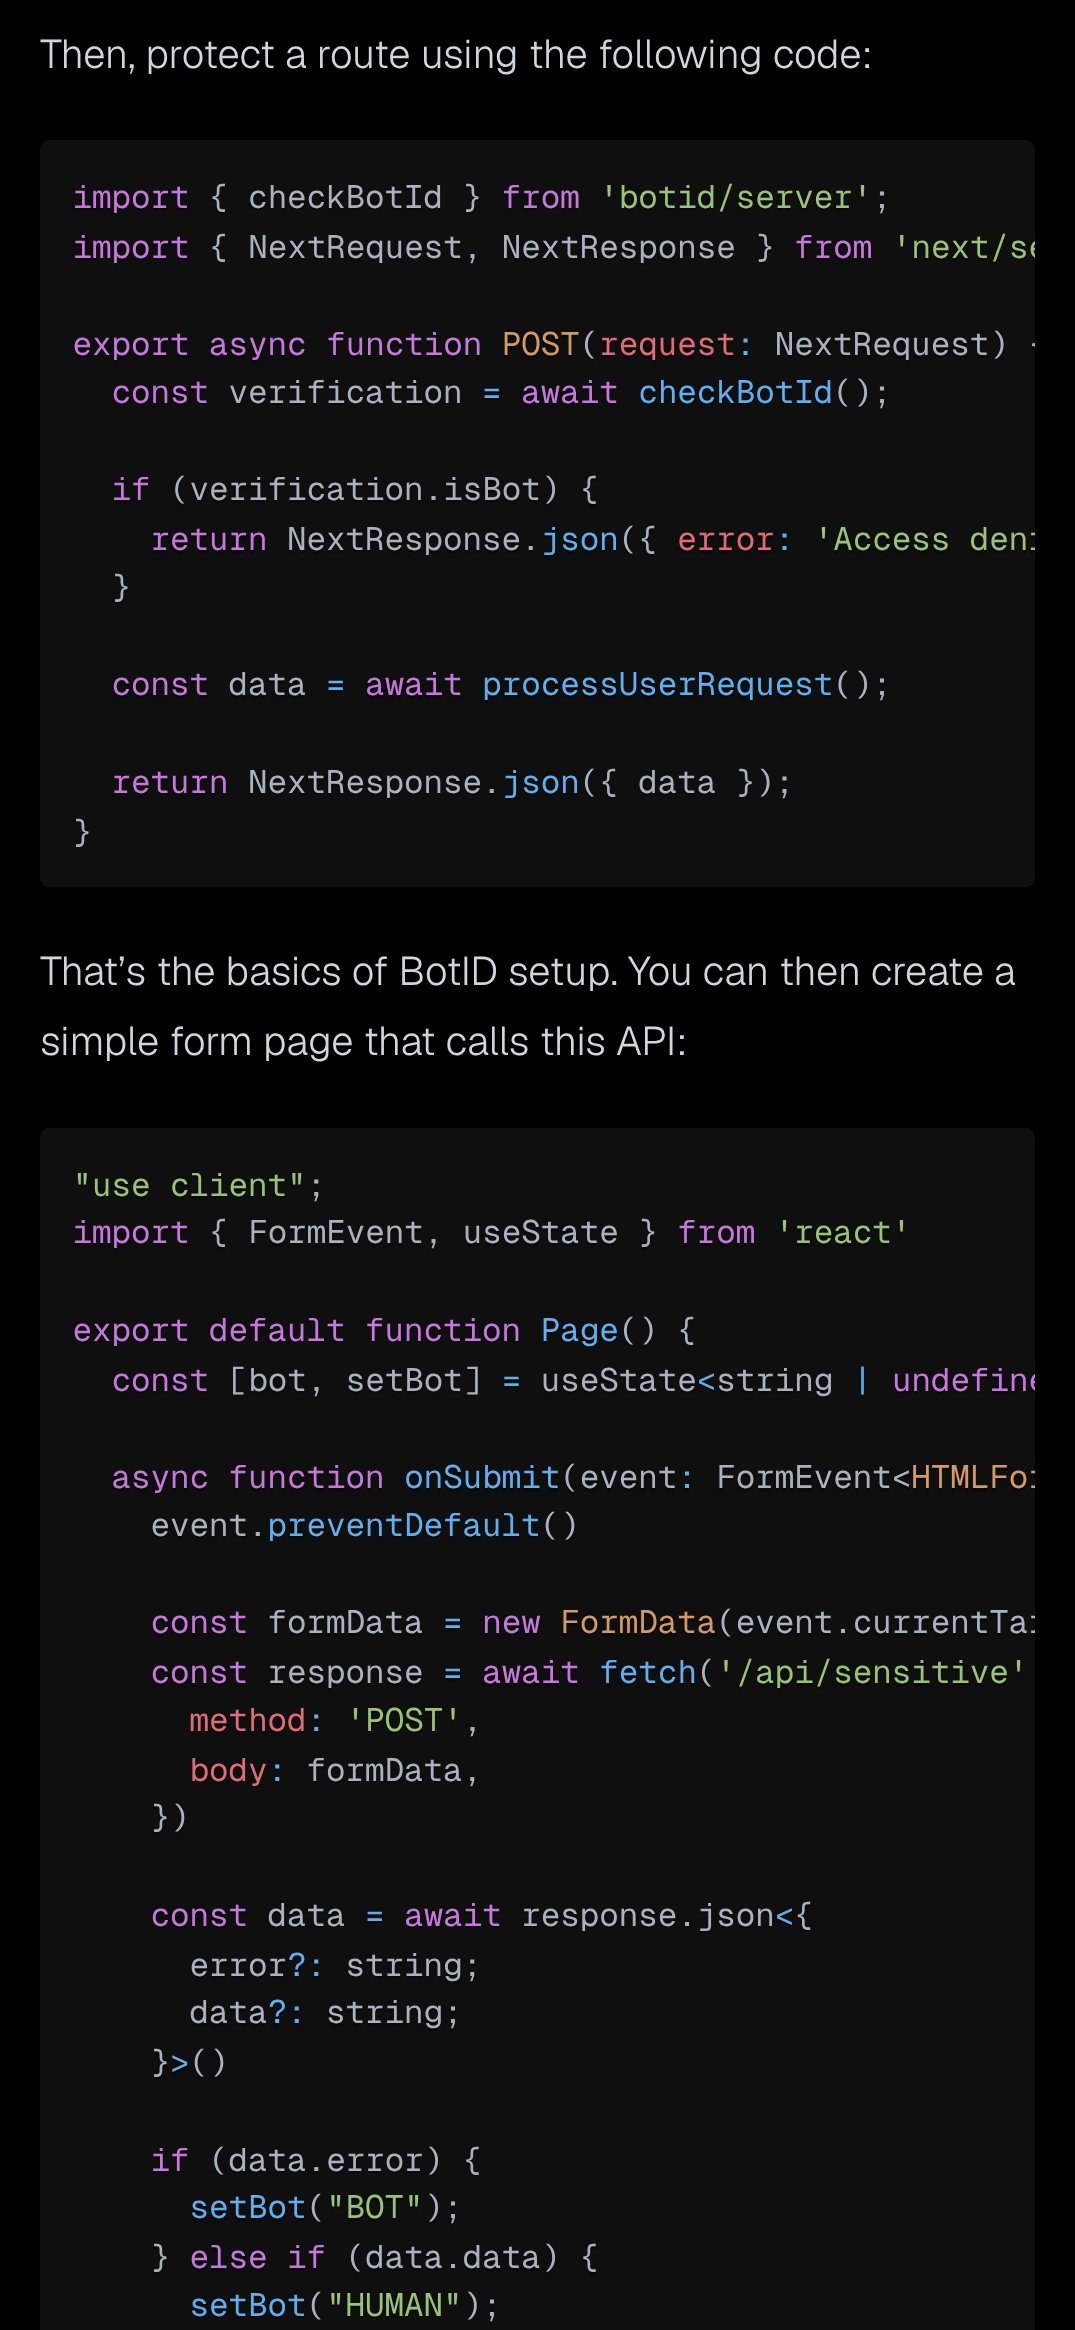 Then, protect a route using the following code:
import { checkBotId } from 'botid/server';
import { NextRequest, NextResponse } from 'next/se
export async function POST(request: NextRequest) {
  const verification = await checkBotId();
  if (verification.isBot) {
    return NextResponse.json({ error: 'Access deni
  }
  const data = await processUserRequest();
  return NextResponse.json({ data });
}
That’s the basics of BotID setup. You can then create a
simple form page that calls this API:
"use client";
import { FormEvent, useState } from 'react'
export default function Page() {
  const [bot, setBot] = useState<string | undefine
  async function onSubmit(event: FormEvent<HTMLFor
    event.preventDefault()
    const formData = new FormData(event.currentTar
    const response = await fetch('/api/sensitive'
      method: 'POST',
      body: formData,
    })
    const data = await response.json<{
      error?: string;
      data?: string;
    }>()
    if (data.error) {
      setBot("BOT");
    } else if (data.data) {
      setBot("HUMAN");